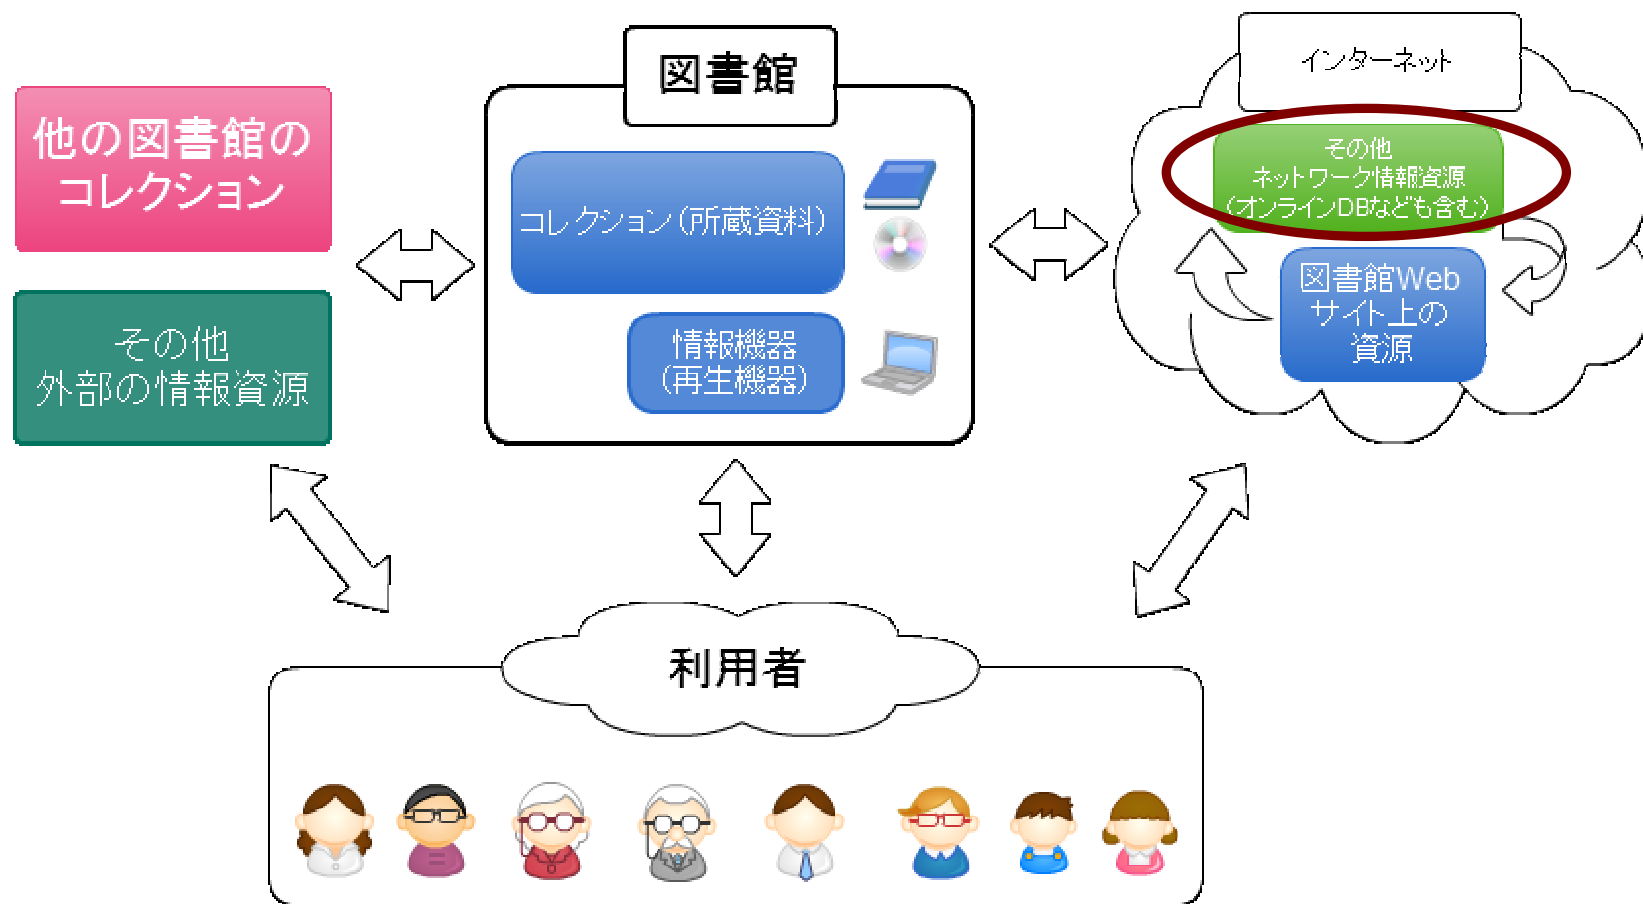 図書館
インターネット
他の図書館の
コレクション
その他
外部の情報資源
コレクション(所蔵資料)
情報機器
(再生機器)
その他
ネットワーク情報資源
(オンラインDBなども含む)
図書館Web
サイト上の
資源
利用者